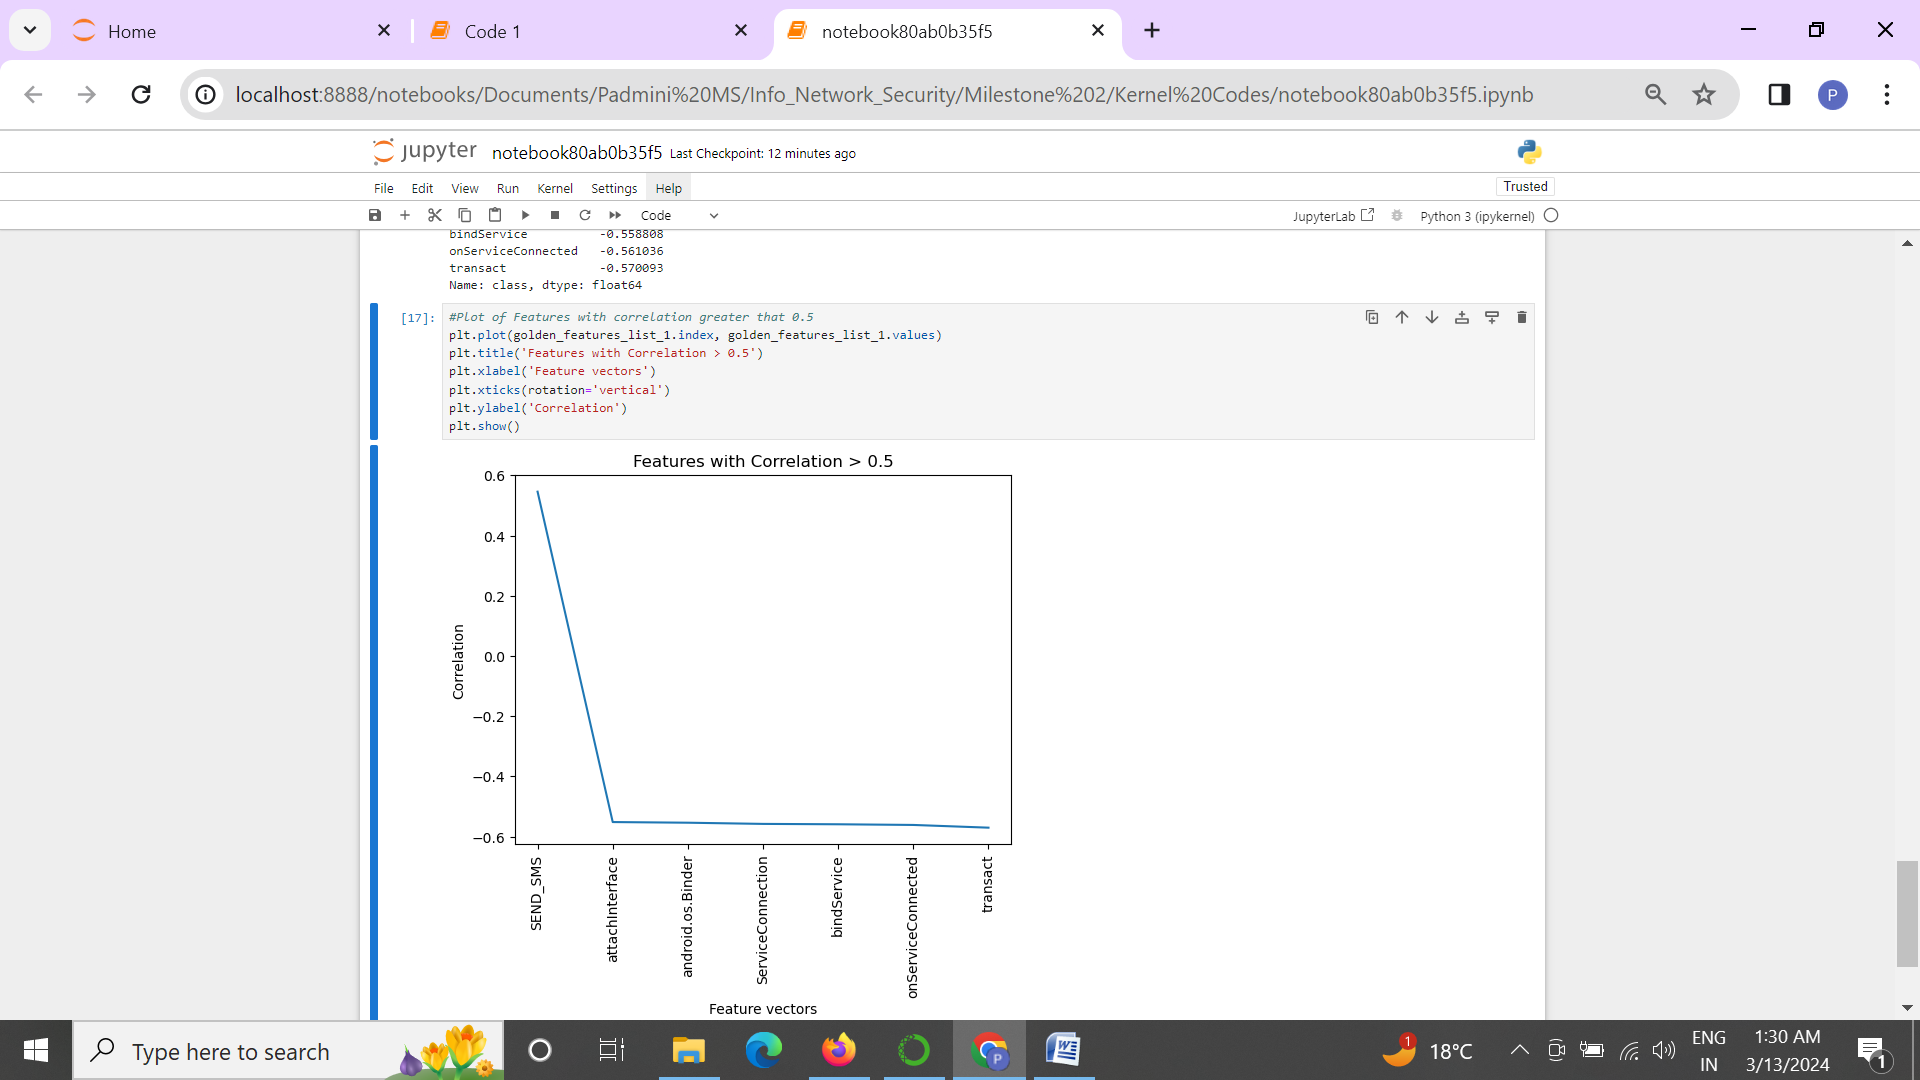 Home
Code 1
notebook80ab0b35f5
localhost:8888/notebooks/Documents/Padmini%20MS/Info_Network_Security/Milestone%202/Kernel%20Codes/notebook80ab0b35f5.ipynb
P
jupyter notebook80ab0b35f5 Last Checkpoint: 12 minutes ago
File Edit View Run Kernel Settings Help
Trusted
Code
JupyterLab
Python 3 (ipykernel)
bindService -0.558808
onServiceConnected -0.561036
transact -0.570093
Name: class, dtype: float64
[17]:
#Plot of Features with correlation greater that 0.5
plt.plot(golden_features_list_1.index, golden_features_list_1.values)
plt.title('Features with Correlation > 0.5')
plt.xlabel('Feature vectors')
plt.xticks(rotation='vertical')
plt.ylabel('Correlation')
plt.show()
Features with Correlation > 0.5
0.6
0.4
0.2
0.0
−0.2
−0.4
−0.6
Correlation
SEND_SMS
attachInterface
android.os.Binder
ServiceConnection
bindService
onServiceConnected
transact
Feature vectors
Type here to search
P
1
18°C
ENG
IN
1:30 AM
3/13/2024
1